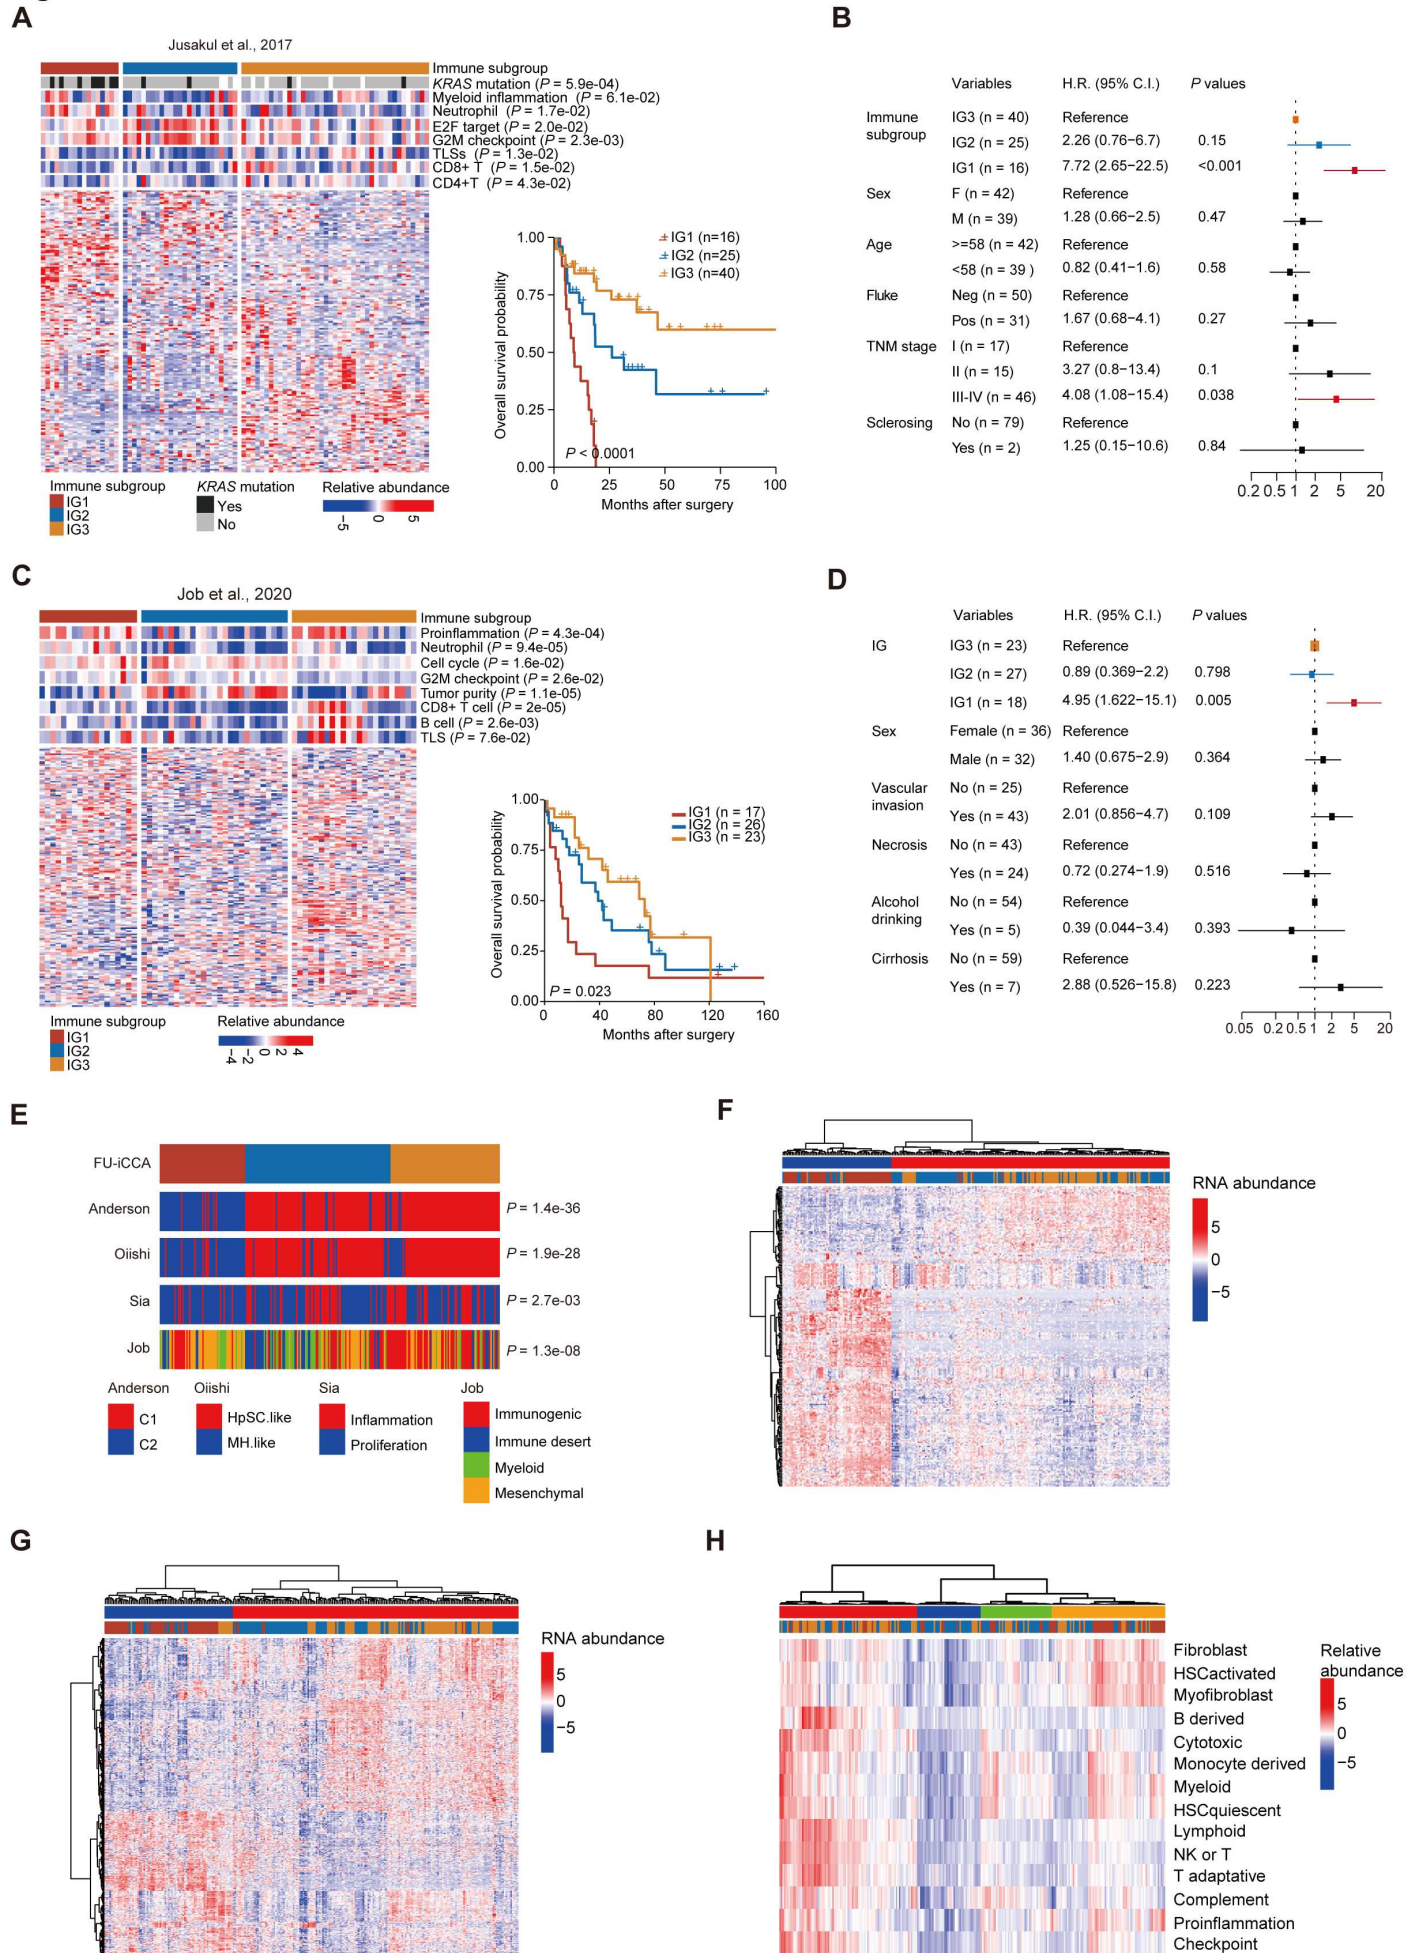 A
Jusakul et al., 2017
Immune subgroup
KRAS mutation (P = 5.9e-04)
Myeloid inflammation (P = 6.1e-02)
Neutrophil (P = 1.7e-02)
E2F target (P = 2.0e-02)
G2M checkpoint (P = 2.3e-03)
TLSs (P = 1.3e-02)
CD8+ T (P = 1.5e-02)
CD4+T (P = 4.3e-02)
Immune subgroup
IG1
IG2
IG3
KRAS mutation
Yes
No
Relative abundance
−5 0 5
Overall survival probability
1.00
0.75
0.50
0.25
0.00
IG1 (n=16)
IG2 (n=25)
IG3 (n=40)
P < 0.0001
0 25 50 75 100
Months after surgery
B
Variables H.R. (95% C.I.) P values
Immune subgroup IG3 (n = 40) Reference
IG2 (n = 25) 2.26 (0.76−6.7) 0.15
IG1 (n = 16) 7.72 (2.65−22.5) <0.001
Sex F (n = 42) Reference
M (n = 39) 1.28 (0.66−2.5) 0.47
Age >=58 (n = 42) Reference
<58 (n = 39 ) 0.82 (0.41−1.6) 0.58
Fluke Neg (n = 50) Reference
Pos (n = 31) 1.67 (0.68−4.1) 0.27
TNM stage I (n = 17) Reference
II (n = 15) 3.27 (0.8−13.4) 0.1
III-IV (n = 46) 4.08 (1.08−15.4) 0.038
Sclerosing No (n = 79) Reference
Yes (n = 2) 1.25 (0.15−10.6) 0.84
0.2 0.5 1 2 5 20
C
Job et al., 2020
Immune subgroup
Proinflammation (P = 4.3e-04)
Neutrophil (P = 9.4e-05)
Cell cycle (P = 1.6e-02)
G2M checkpoint (P = 2.6e-02)
Tumor purity (P = 1.1e-05)
CD8+ T cell (P = 2e-05)
B cell (P = 2.6e-03)
TLS (P = 7.6e-02)
Immune subgroup
IG1
IG2
IG3
Relative abundance
−4 −2 0 2 4
Overall survival probability
1.00
0.75
0.50
0.25
0.00
IG1 (n = 17)
IG2 (n = 26)
IG3 (n = 23)
P = 0.023
0 40 80 120 160
Months after surgery
D
Variables H.R. (95% C.I.) P values
IG IG3 (n = 23) Reference
IG2 (n = 27) 0.89 (0.369−2.2) 0.798
IG1 (n = 18) 4.95 (1.622−15.1) 0.005
Sex Female (n = 36) Reference
Male (n = 32) 1.40 (0.675−2.9) 0.364
Vascular invasion No (n = 25) Reference
Yes (n = 43) 2.01 (0.856−4.7) 0.109
Necrosis No (n = 43) Reference
Yes (n = 24) 0.72 (0.274−1.9) 0.516
Alcohol drinking No (n = 54) Reference
Yes (n = 5) 0.39 (0.044−3.4) 0.393
Cirrhosis No (n = 59) Reference
Yes (n = 7) 2.88 (0.526−15.8) 0.223
0.05 0.2 0.5 1 2 5 20
E
FU-iCCA
Anderson P = 1.4e-36
Oiishi P = 1.9e-28
Sia P = 2.7e-03
Job P = 1.3e-08
Anderson
C1
C2
Oiishi
HpSC.like
MH.like
Sia
Inflammation
Proliferation
Job
Immunogenic
Immune desert
Myeloid
Mesenchymal
F
RNA abundance
5
0
−5
G
RNA abundance
5
0
−5
H
Fibroblast
HSCactivated
Myofibroblast
B derived
Cytotoxic
Monocyte derived
Myeloid
HSCquiescent
Lymphoid
NK or T
T adaptative
Complement
Proinflammation
Checkpoint
Relative
abundance
5
0
−5